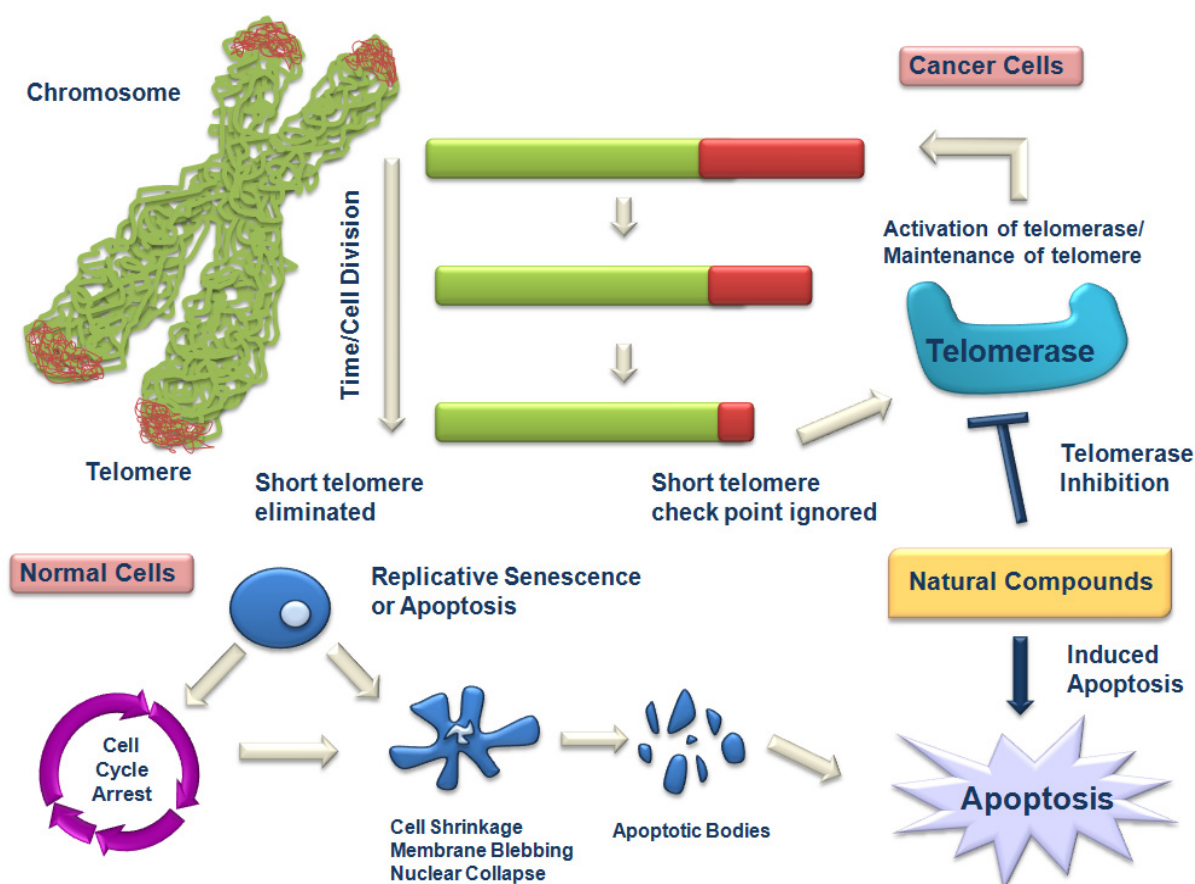 Chromosome
Cancer Cells
Time/Cell Division
Activation of telomerase/
Maintenance of telomere
Telomerase
Telomere
Short telomere
eliminated
Short telomere
check point ignored
Telomerase
Inhibition
Normal Cells
Replicative Senescence
or Apoptosis
Natural Compounds
Induced
Apoptosis
Cell
Cycle
Arrest
Cell Shrinkage
Membrane Blebbing
Nuclear Collapse
Apoptotic Bodies
Apoptosis